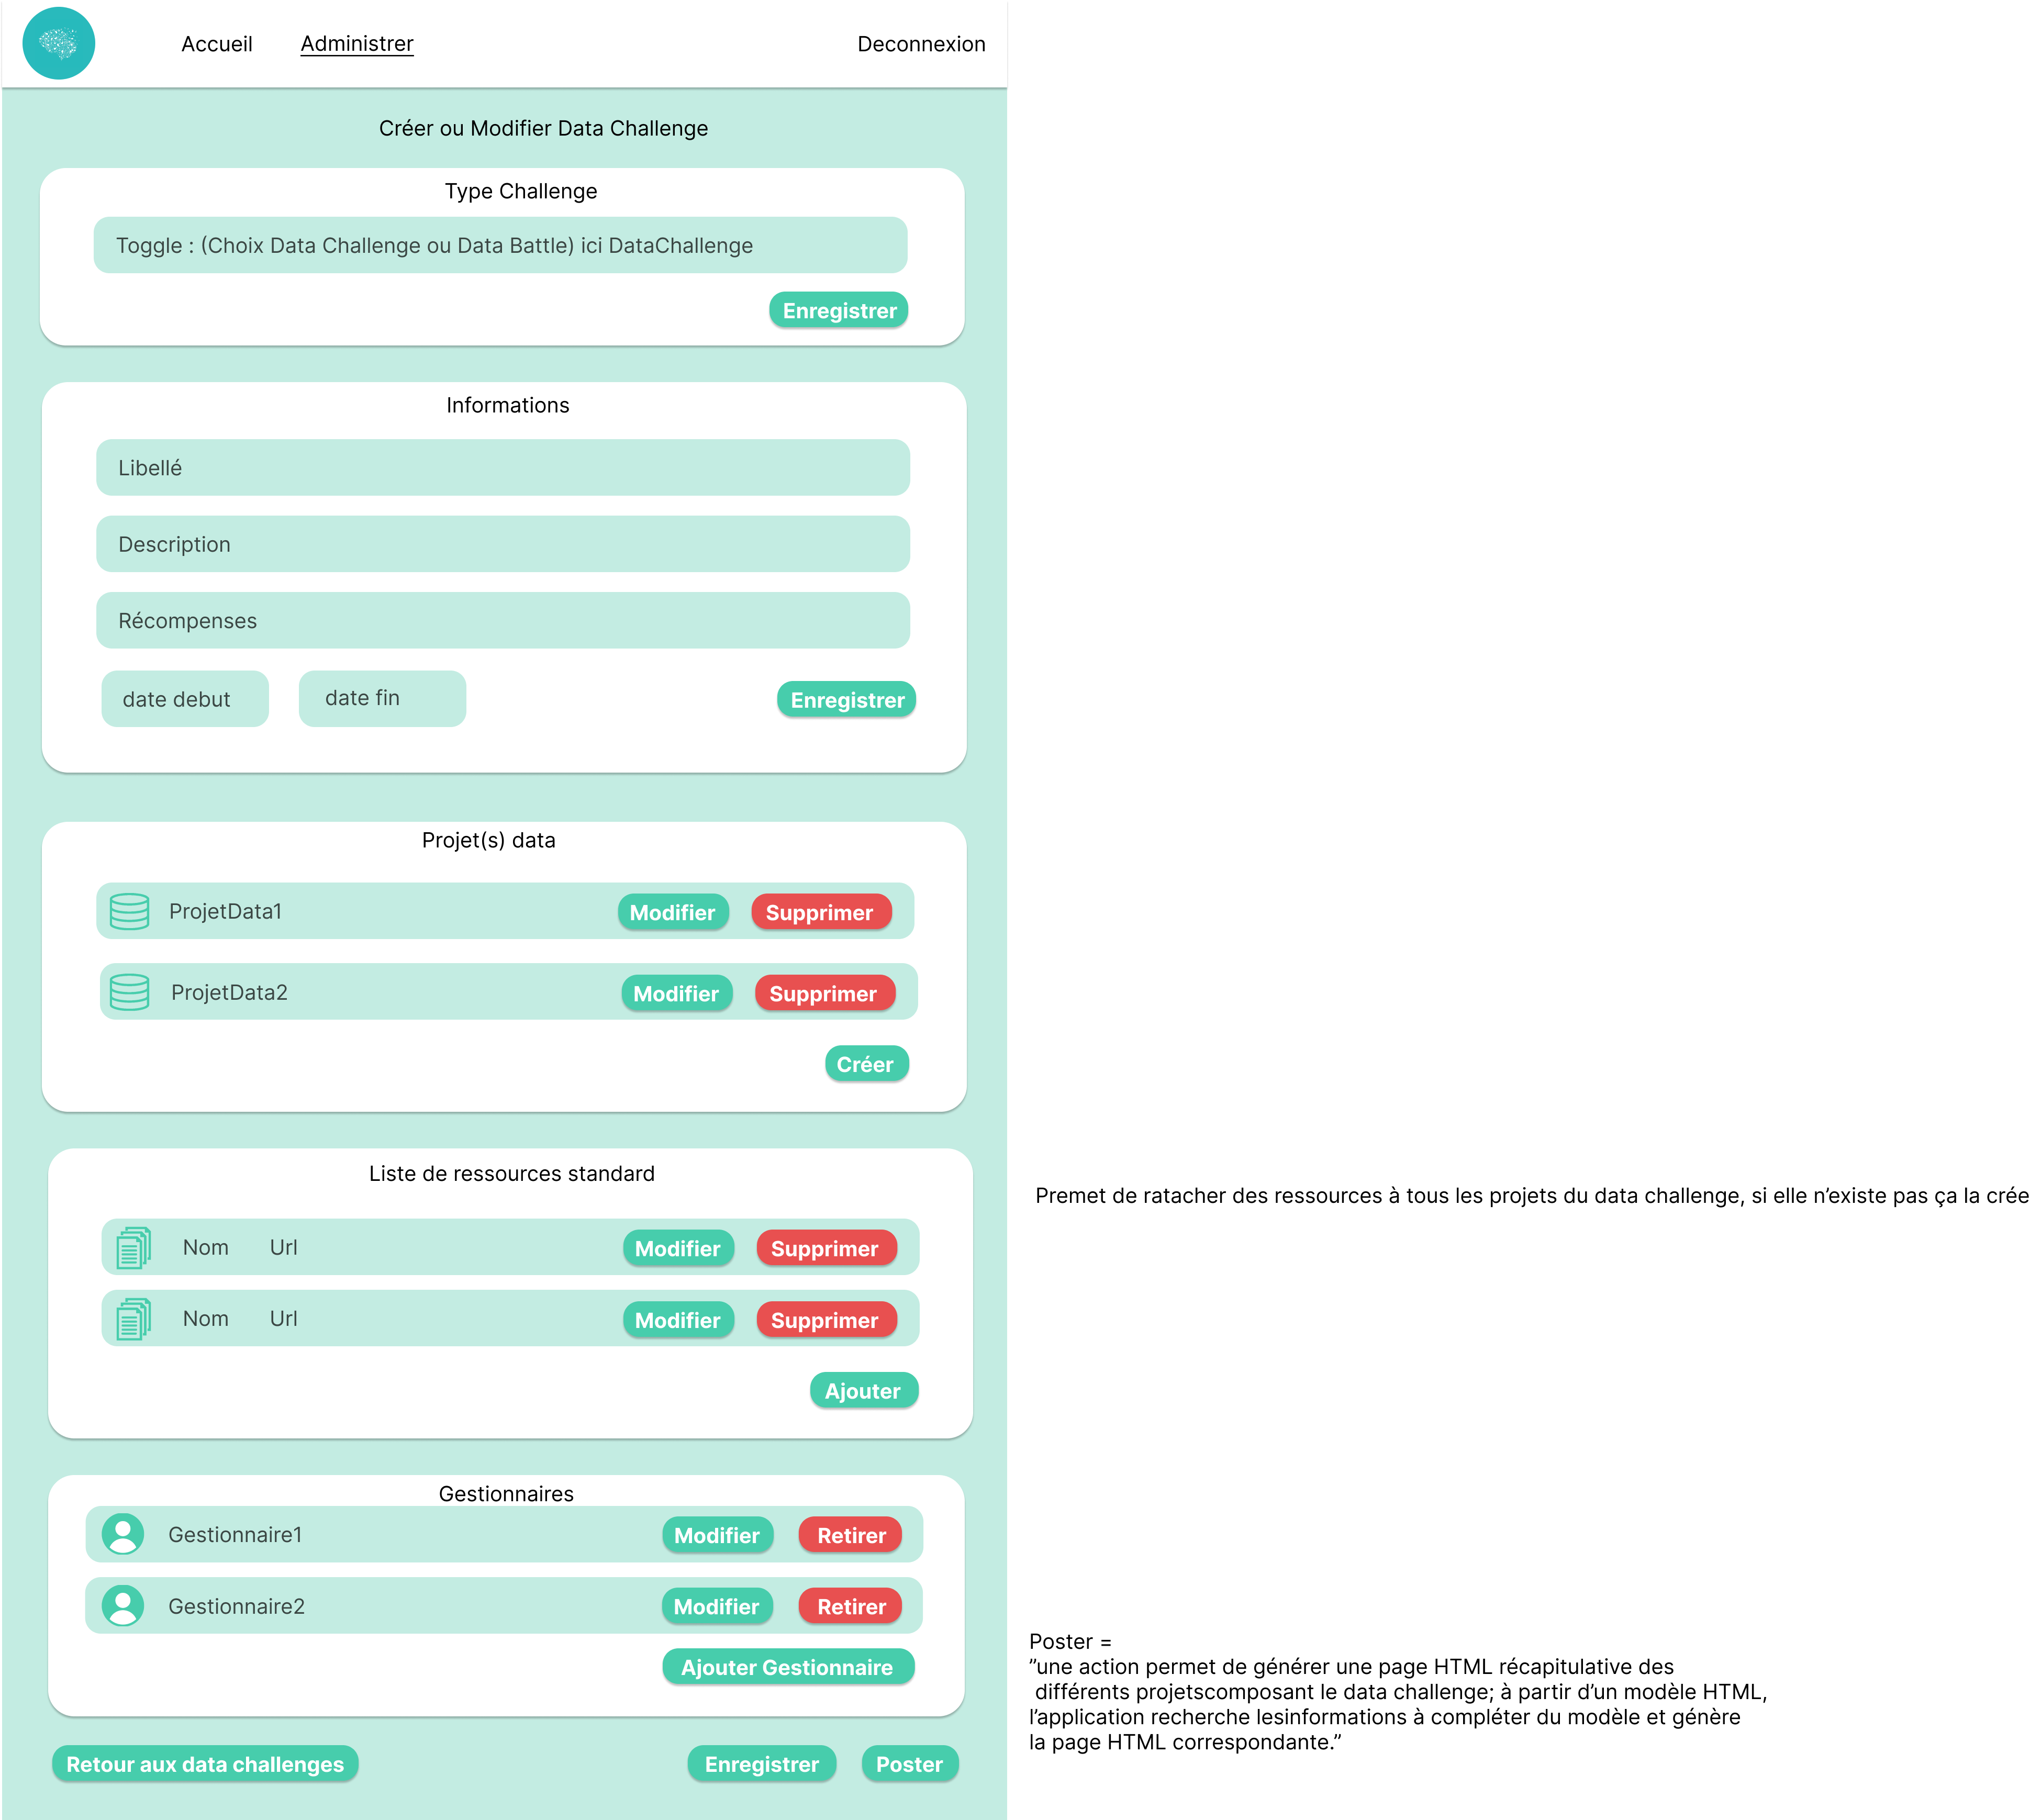 Accueil
Administrer
Deconnexion
Créer ou Modifier Data Challenge
Type Challenge
Toggle : (Choix Data Challenge ou Data Battle) ici DataChallenge
Enregistrer
Informations
Libellé
Description
Récompenses
date debut
date fin
Enregistrer
Projet(s) data
ProjetData1
Modifier
Supprimer
ProjetData2
Modifier
Supprimer
Créer
Liste de ressources standard
Premet de ratacher des ressources à tous les projets du data challenge, si elle n’existe pas ça la crée
Nom
Url
Modifier
Supprimer
Nom
Url
Modifier
Supprimer
Ajouter
Gestionnaires
Gestionnaire1
Modifier
Retirer
Gestionnaire2
Modifier
Retirer
Ajouter Gestionnaire
Poster =
”une action permet de générer une page HTML récapitulative des
différents projetscomposant le data challenge; à partir d’un modèle HTML,
l’application recherche lesinformations à compléter du modèle et génère
la page HTML correspondante.”
Retour aux data challenges
Enregistrer
Poster